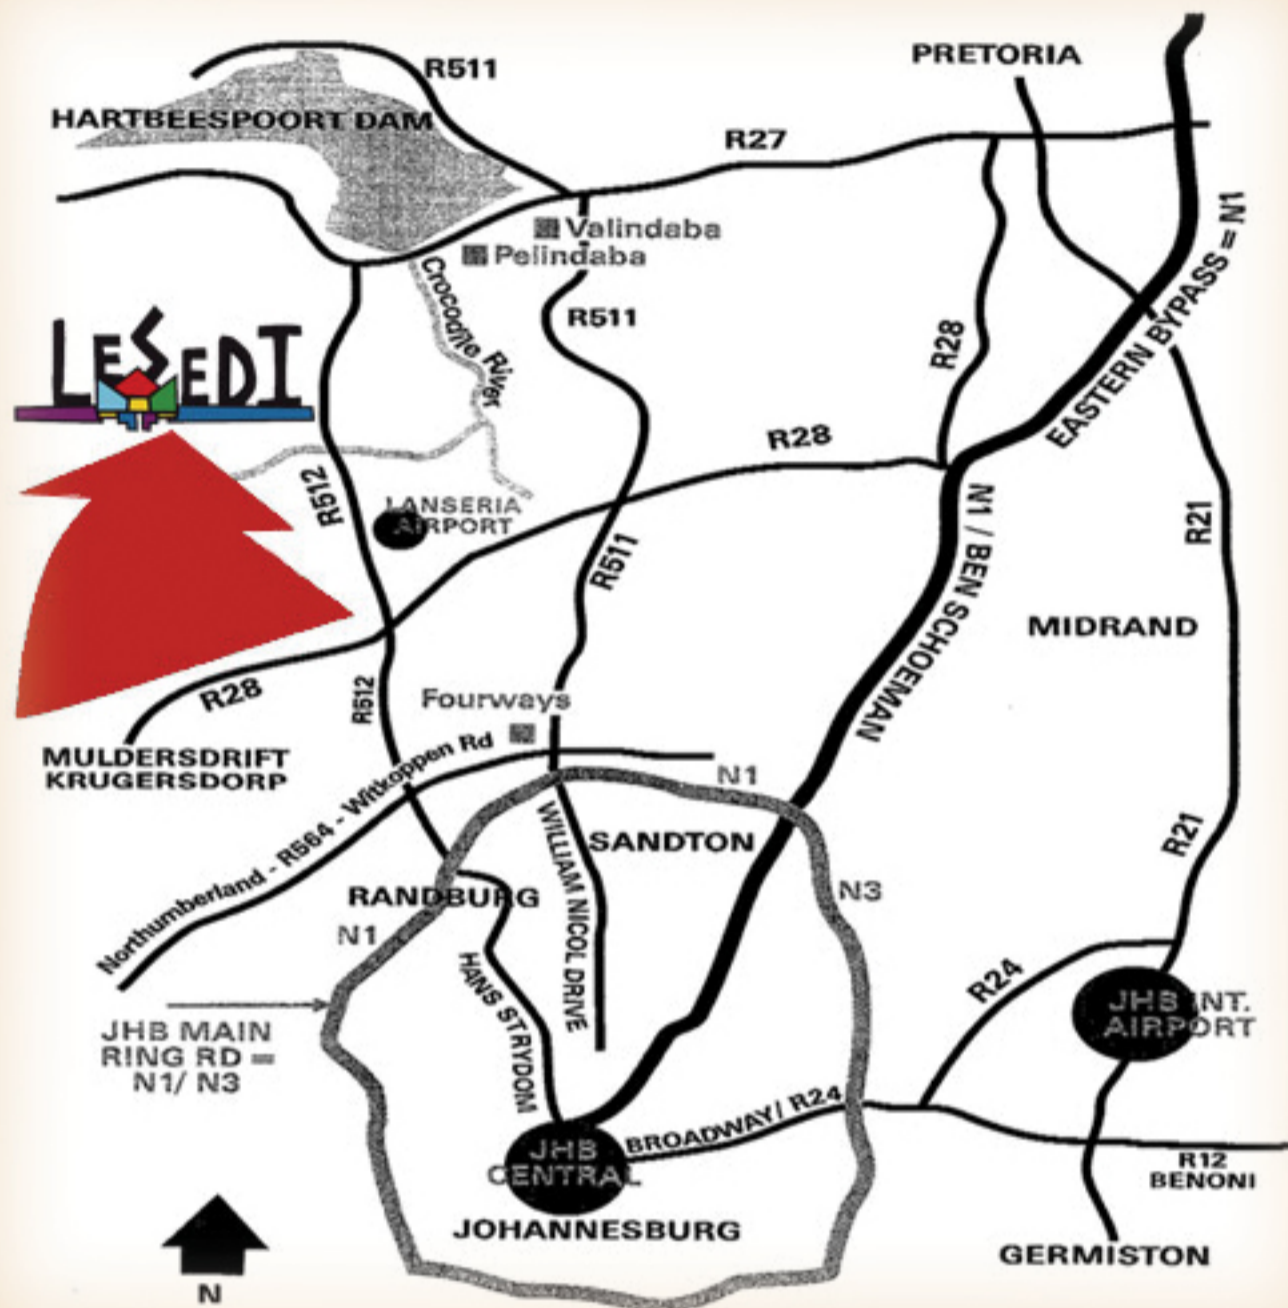 R511
PRETORIA
HARTBEESPOORT DAM
R27
Valindaba
Pelindaba
EASTERN BYPASS = N1
Crocodile River
R511
R28
LESEDI
R28
R512
LANSERIA
AIRPORT
N1 / BEN SCHOEMAN
R21
R511
MIDRAND
R28
R512
Fourways
MULDERSDRIFT
KRUGERSDORP
Northumberland - R564 - Witkoppen Rd
N1
WILLIAM NICOL DRIVE
SANDTON
R21
RANDBURG
N3
N1
HANS STRYDOM
R24
JHB INT.
AIRPORT
JHB MAIN
RING RD =
N1/ N3
BROADWAY/ R24
JHB
CENTRAL
R12
BENONI
JOHANNESBURG
GERMISTON
N